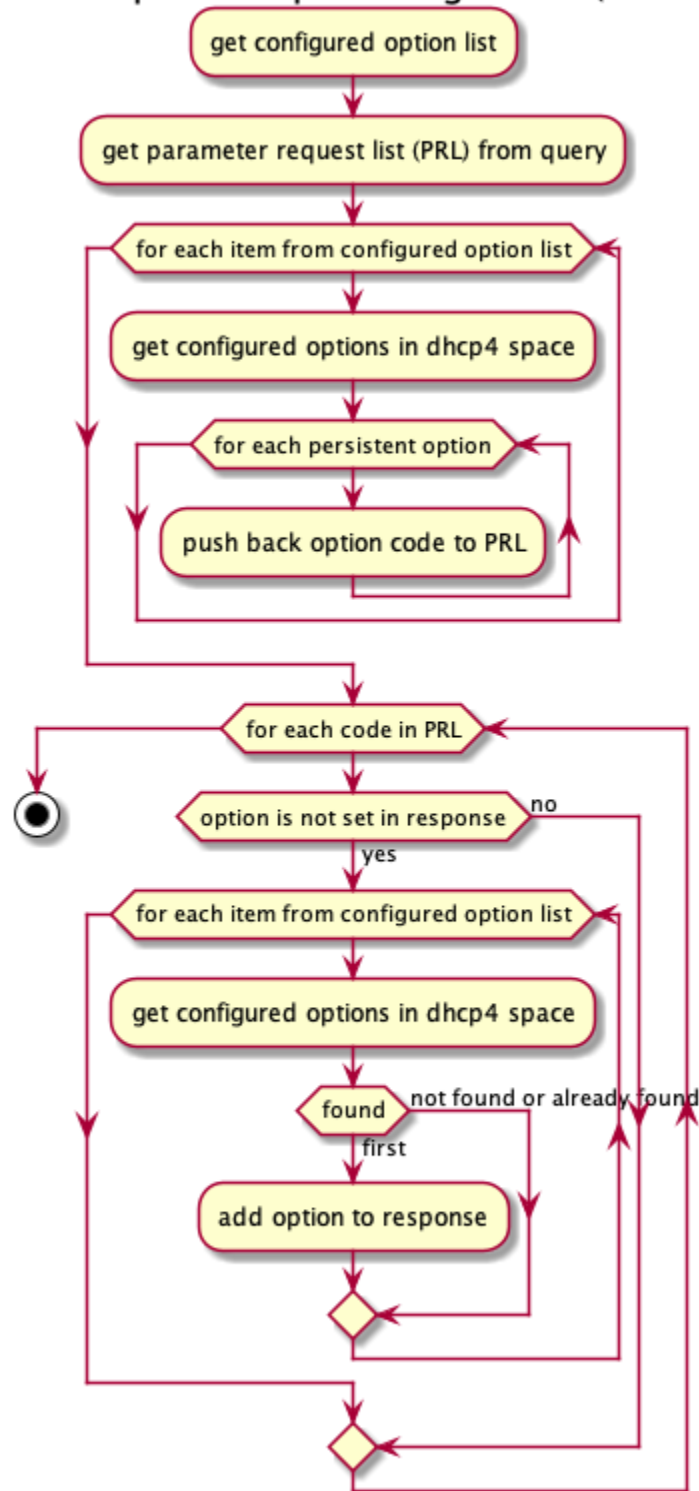 get configured option list
get parameter request list (PRL) from query
for each item from configured option list
get configured options in dhcp4 space
for each persistent option
push back option code to PRL
for each code in PRL
option is not set in response
no
yes
for each item from configured option list
get configured options in dhcp4 space
found
not found or already found
first
add option to response